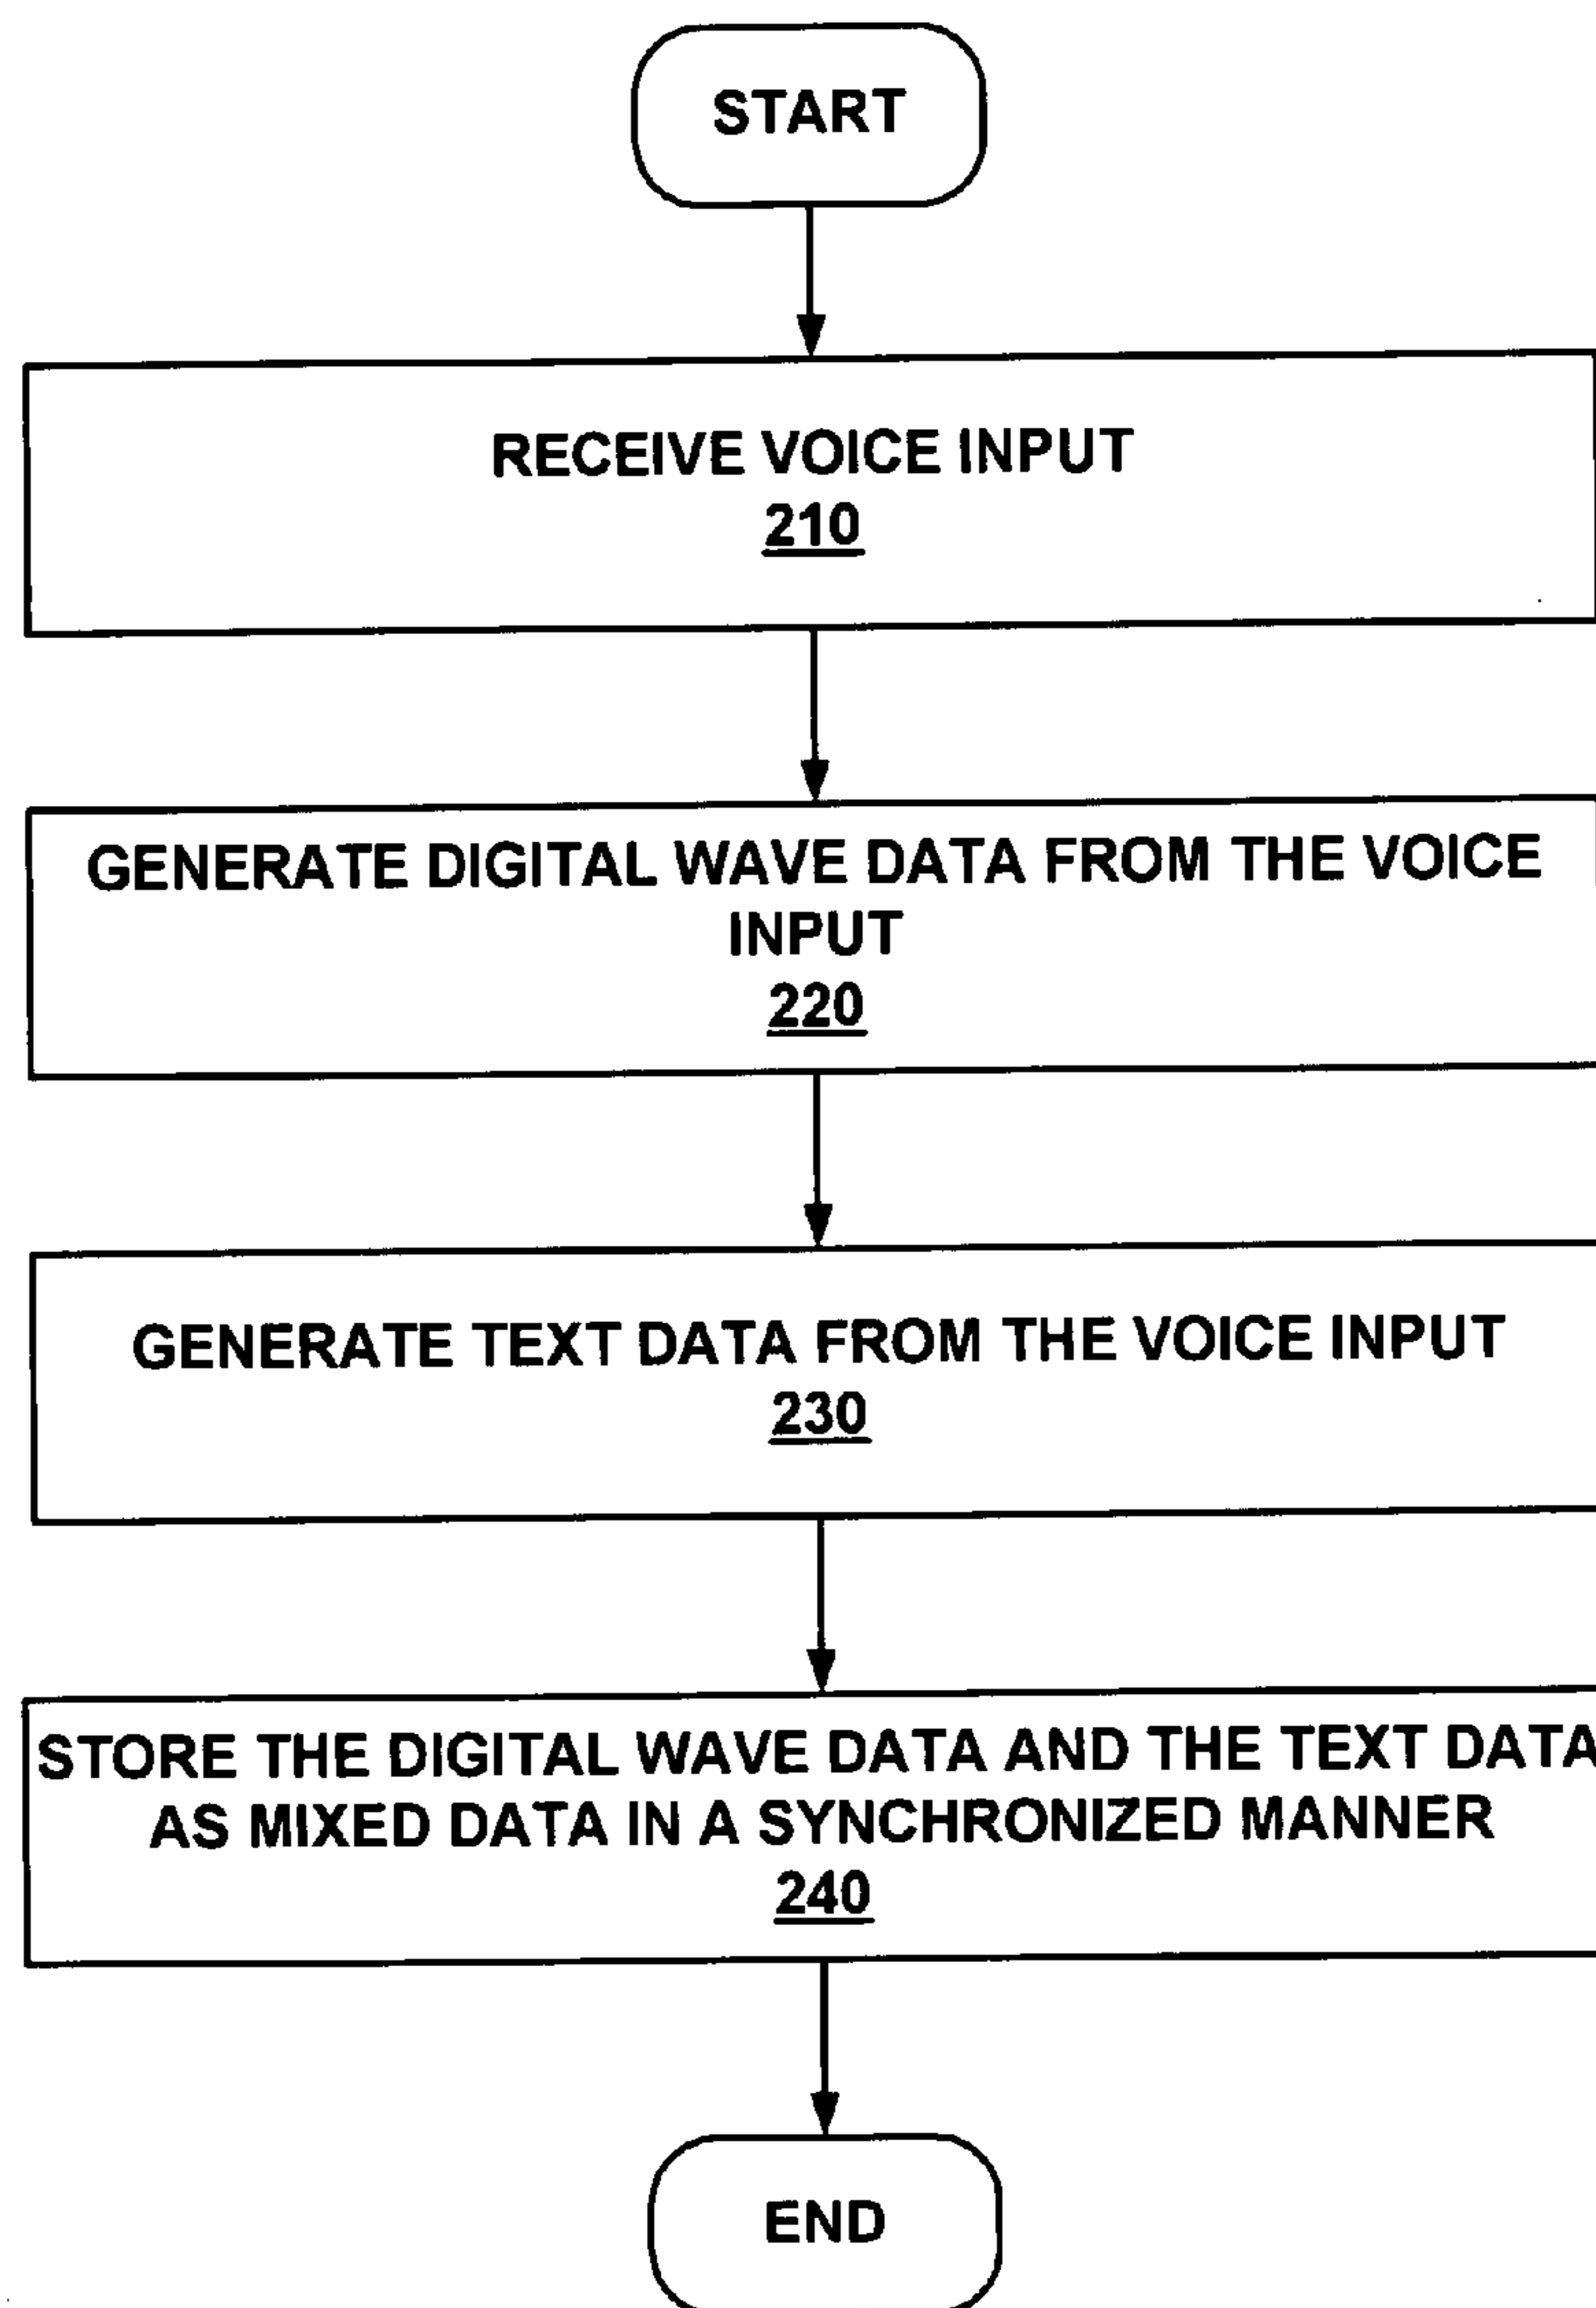 START
RECEIVE VOICE INPUT
210
GENERATE DIGITAL WAVE DATA FROM THE VOICE
INPUT
220
GENERATE TEXT DATA FROM THE VOICE INPUT
230
STORE THE DIGITAL WAVE DATA AND THE TEXT DATA
AS MIXED DATA IN A SYNCHRONIZED MANNER
240
END